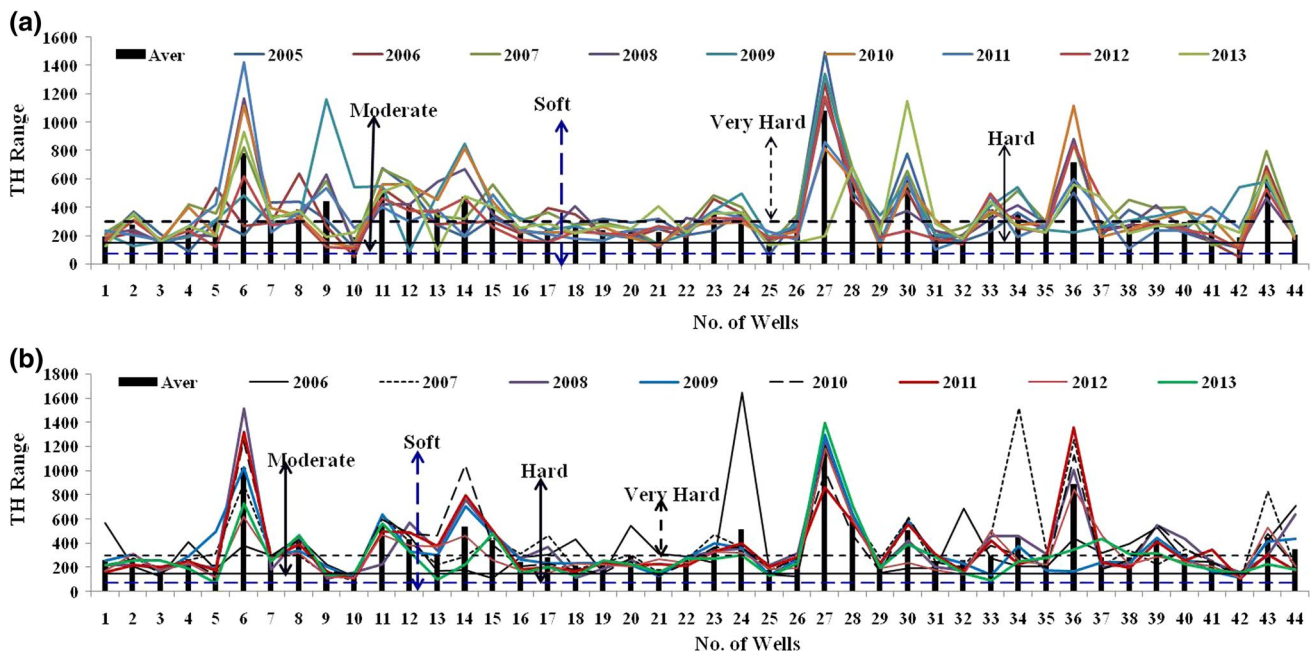 (a)
1600
1400
1200
1000
800
600
400
200
0
TH Range
Aver 2005 2006 2007 2008 2009 2010 2011 2012 2013
Moderate
Soft
Very Hard
Hard
1 2 3 4 5 6 7 8 9 10 11 12 13 14 15 16 17 18 19 20 21 22 23 24 25 26 27 28 29 30 31 32 33 34 35 36 37 38 39 40 41 42 43 44
No. of Wells
(b)
1800
1600
1400
1200
1000
800
600
400
200
0
TH Range
Aver 2006 2007 2008 2009 2010 2011 2012 2013
Moderate
Soft
Hard
Very Hard
1 2 3 4 5 6 7 8 9 10 11 12 13 14 15 16 17 18 19 20 21 22 23 24 25 26 27 28 29 30 31 32 33 34 35 36 37 38 39 40 41 42 43 44
No. of Wells